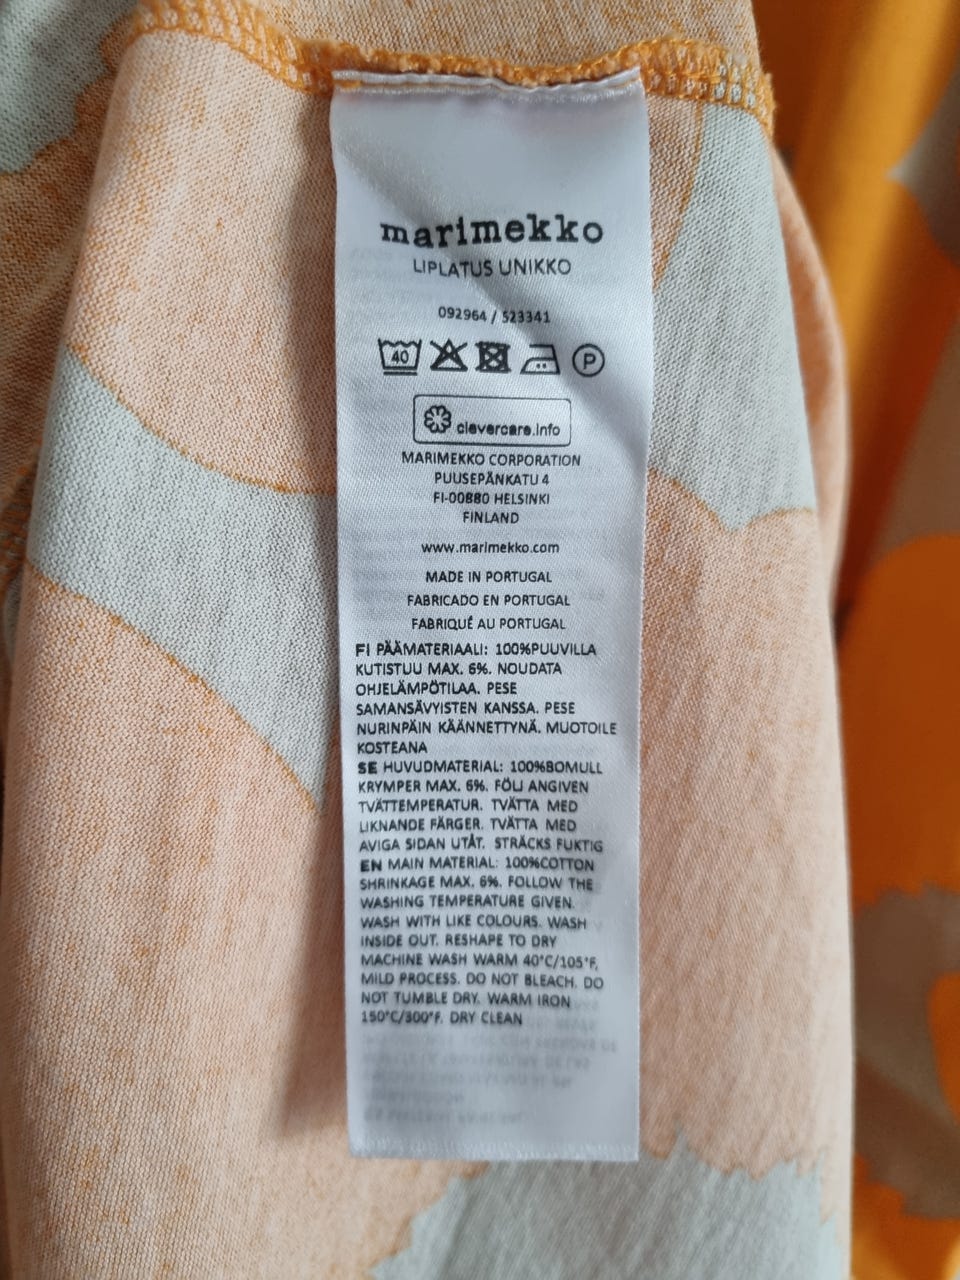 marimekko
LIPLATUS UNIKKO
092964 / 523341
40 P
clevercare.info
MARIMEKKO CORPORATION
PUUSEPÄNKATU 4
FI-00880 HELSINKI
FINLAND
www.marimekko.com
MADE IN PORTUGAL
FABRICADO EN PORTUGAL
FABRIQUÉ AU PORTUGAL
FI PÄÄMATERIAALI: 100%PUUVILLA
KUTISTUU MAX. 6%. NOUDATA
OHJELÄMPÖTILAA. PESE
SAMANSÄVYISTEN KANSSA. PESE
NURINPÄIN KÄÄNNETTYNÄ. MUOTOILE
KOSTEANA
SE HUVUDMATERIAL: 100%BOMULL
KRYMPER MAX. 6%. FÖLJ ANGIVEN
TVÄTTEMPERATUR. TVÄTTA MED
LIKNANDE FÄRGER. TVÄTTA MED
AVIGA SIDAN UTÅT. STRÄCKS FUKTIG
EN MAIN MATERIAL: 100%COTTON
SHRINKAGE MAX. 6%. FOLLOW THE
WASHING TEMPERATURE GIVEN.
WASH WITH LIKE COLOURS. WASH
INSIDE OUT. RESHAPE TO DRY
MACHINE WASH WARM 40°C/105°F,
MILD PROCESS. DO NOT BLEACH. DO
NOT TUMBLE DRY. WARM IRON
150°C/300°F. DRY CLEAN